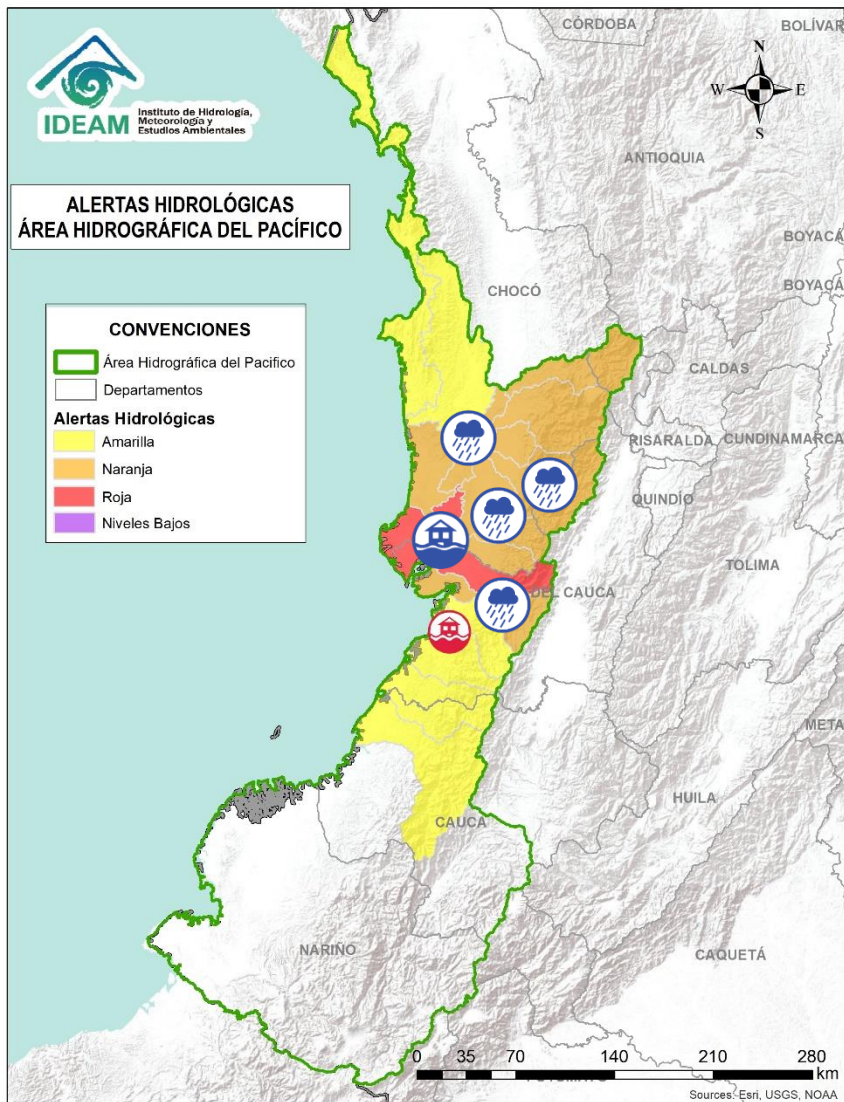 CÓRDOBA
BOLÍVAR
IDEAM
Instituto de Hidrología,
Meteorología y
Estudios Ambientales
N
W
E
S
ANTIOQUIA
ALERTAS HIDROLÓGICAS
ÁREA HIDROGRÁFICA DEL PACÍFICO
BOYACÁ
BOYACÁ
CHOCÓ
CONVENCIONES
Área Hidrográfica del Pacifico
Departamentos
Alertas Hidrológicas
Amarilla
Naranja
Roja
Niveles Bajos
CALDAS
RISARALDA
CUNDINAMARCA
QUINDÍO
TOLIMA
DEL CAUCA
META
HUILA
CAUCA
NARIÑO
CAQUETÁ
0 35 70 140 210 280
km
Sources: Esri, USGS, NOAA